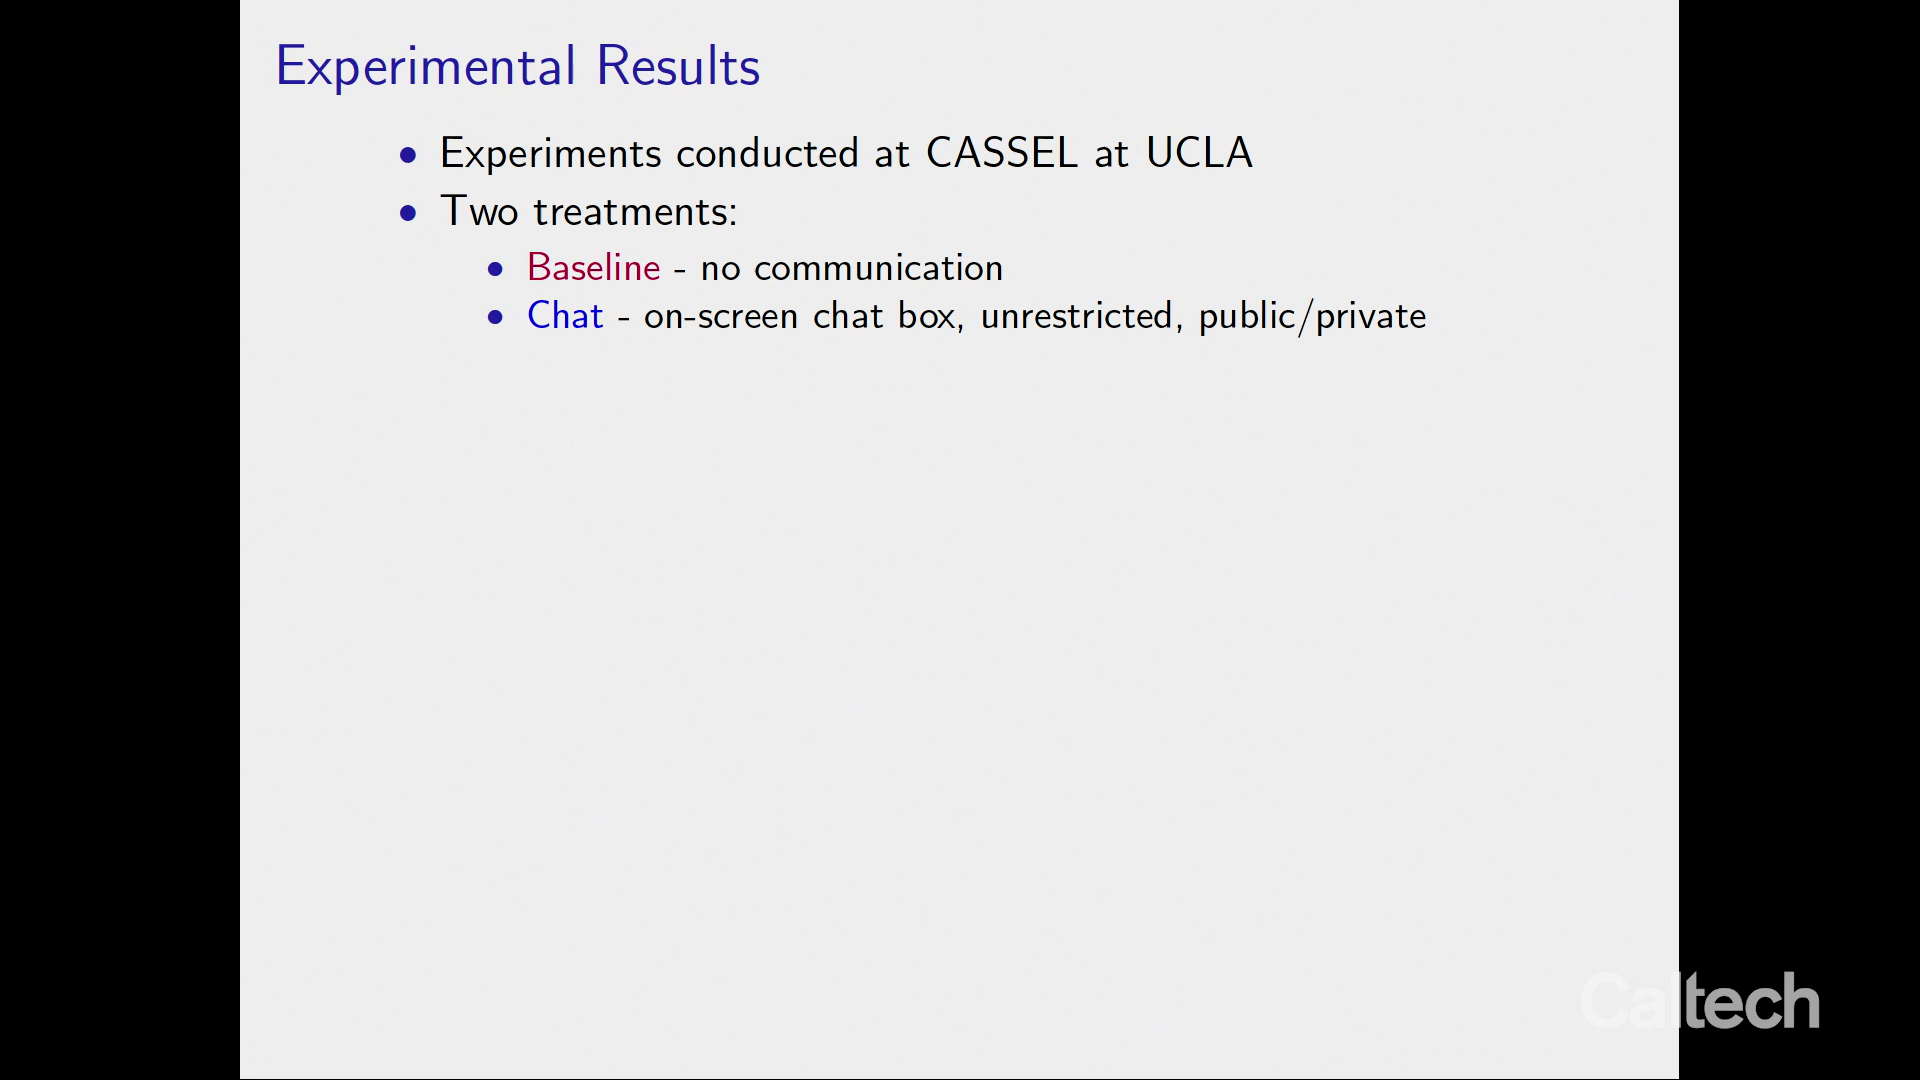 Experimental Results
• Experiments conducted at CASSEL at UCLA
• Two treatments:
• Baseline - no communication
• Chat - on-screen chat box, unrestricted, public/private
Caltech